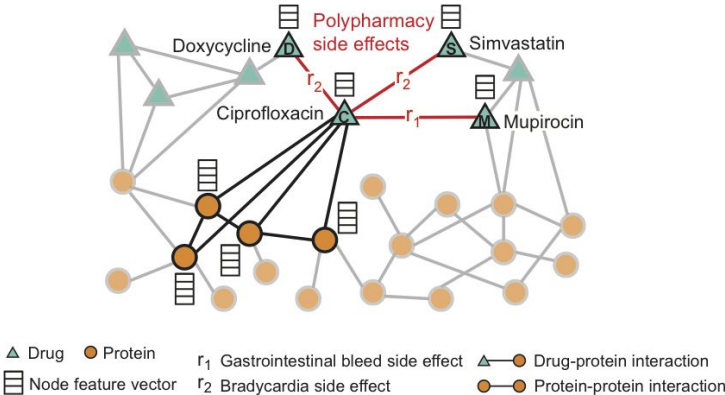 Polypharmacy
side effects
Doxycycline
D
S
Simvastatin
r2
r2
Ciprofloxacin
C
r1
M
Mupirocin
Drug
Protein
r1 Gastrointestinal bleed side effect
Drug-protein interaction
Node feature vector
r2 Bradycardia side effect
Protein-protein interaction